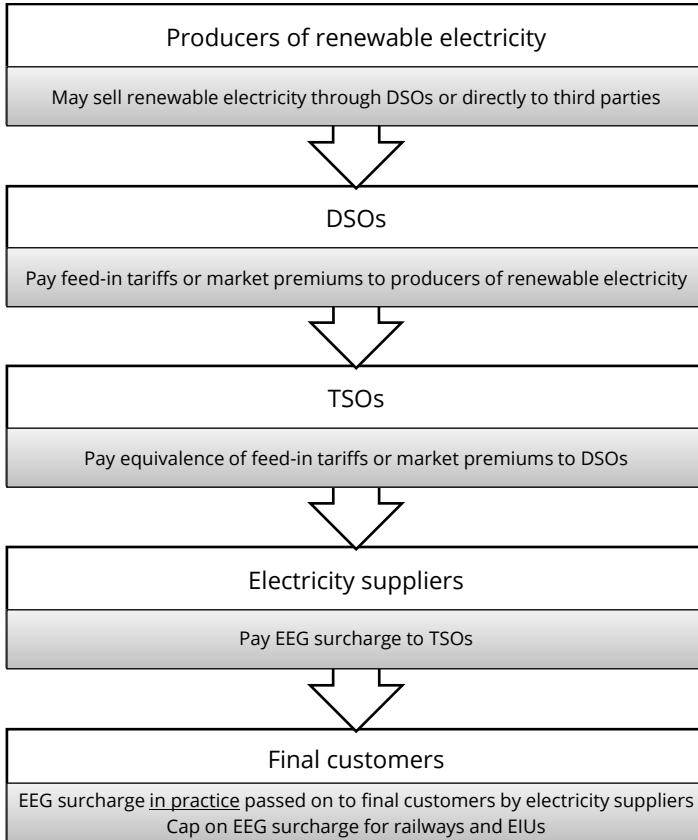 Producers of renewable electricity
May sell renewable electricity through DSOs or directly to third parties
DSOs
Pay feed-in tariffs or market premiums to producers of renewable electricity
TSOs
Pay equivalence of feed-in tariffs or market premiums to DSOs
Electricity suppliers
Pay EEG surcharge to TSOs
Final customers
EEG surcharge in practice passed on to final customers by electricity suppliers
Cap on EEG surcharge for railways and EIUs